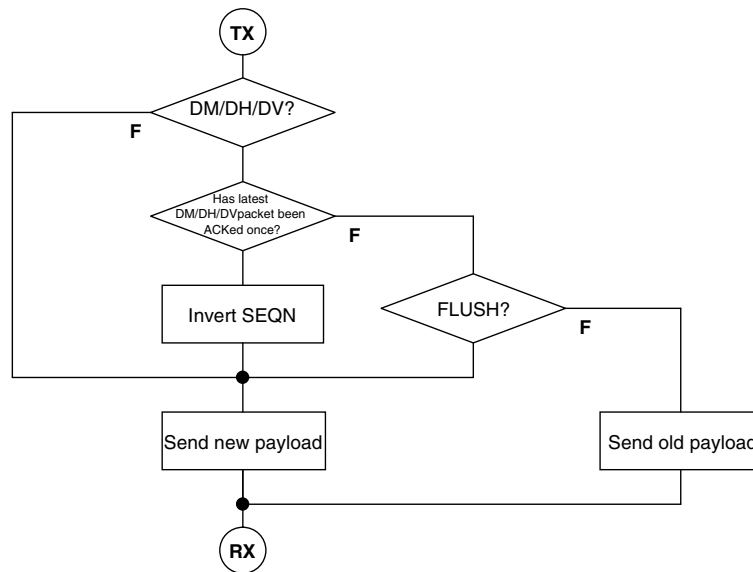 TX
DM/DH/DV?
F
Has latest
DM/DH/DVpacket been
ACKed once?
F
Invert SEQN
FLUSH?
F
Send new payload
Send old payload
RX